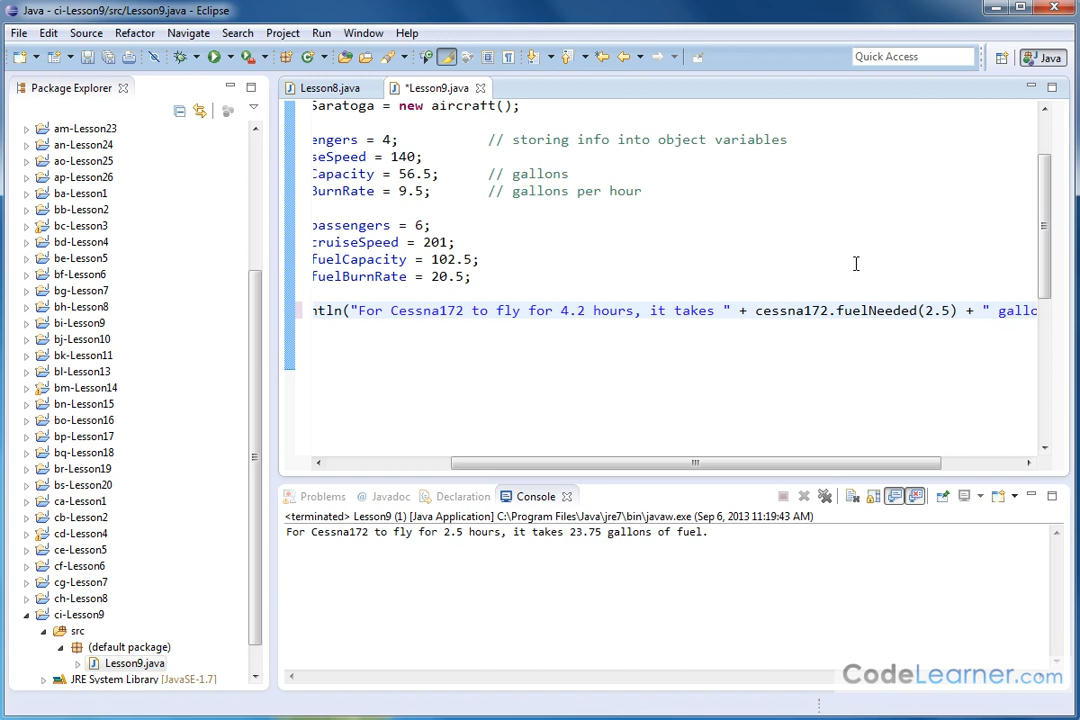 Java - ci-Lesson9/src/Lesson9.java - Eclipse
File Edit Source Refactor Navigate Search Project Run Window Help
Quick Access
Java
Package Explorer
Lesson8.java
*Lesson9.java
am-Lesson23
an-Lesson24
ao-Lesson25
ap-Lesson26
ba-Lesson1
bb-Lesson2
bc-Lesson3
bd-Lesson4
be-Lesson5
bf-Lesson6
bg-Lesson7
bh-Lesson8
bi-Lesson9
bj-Lesson10
bk-Lesson11
bl-Lesson13
bm-Lesson14
bn-Lesson15
bo-Lesson16
bp-Lesson17
bq-Lesson18
br-Lesson19
bs-Lesson20
ca-Lesson1
cb-Lesson2
cd-Lesson4
ce-Lesson5
cf-Lesson6
cg-Lesson7
ch-Lesson8
ci-Lesson9
src
(default package)
Lesson9.java
JRE System Library [JavaSE-1.7]
Saratoga = new aircraft();
engers = 4; // storing info into object variables
seSpeed = 140;
Capacity = 56.5; // gallons
BurnRate = 9.5; // gallons per hour
passengers = 6;
cruiseSpeed = 201;
fuelCapacity = 102.5;
fuelBurnRate = 20.5;
ntln("For Cessna172 to fly for 4.2 hours, it takes " + cessna172.fuelNeeded(2.5) + " gallo
Problems @ Javadoc Declaration Console
<terminated> Lesson9 (1) [Java Application] C:\Program Files\Java\jre7\bin\javaw.exe (Sep 6, 2013 11:19:43 AM)
For Cessna172 to fly for 2.5 hours, it takes 23.75 gallons of fuel.
CodeLearner.com